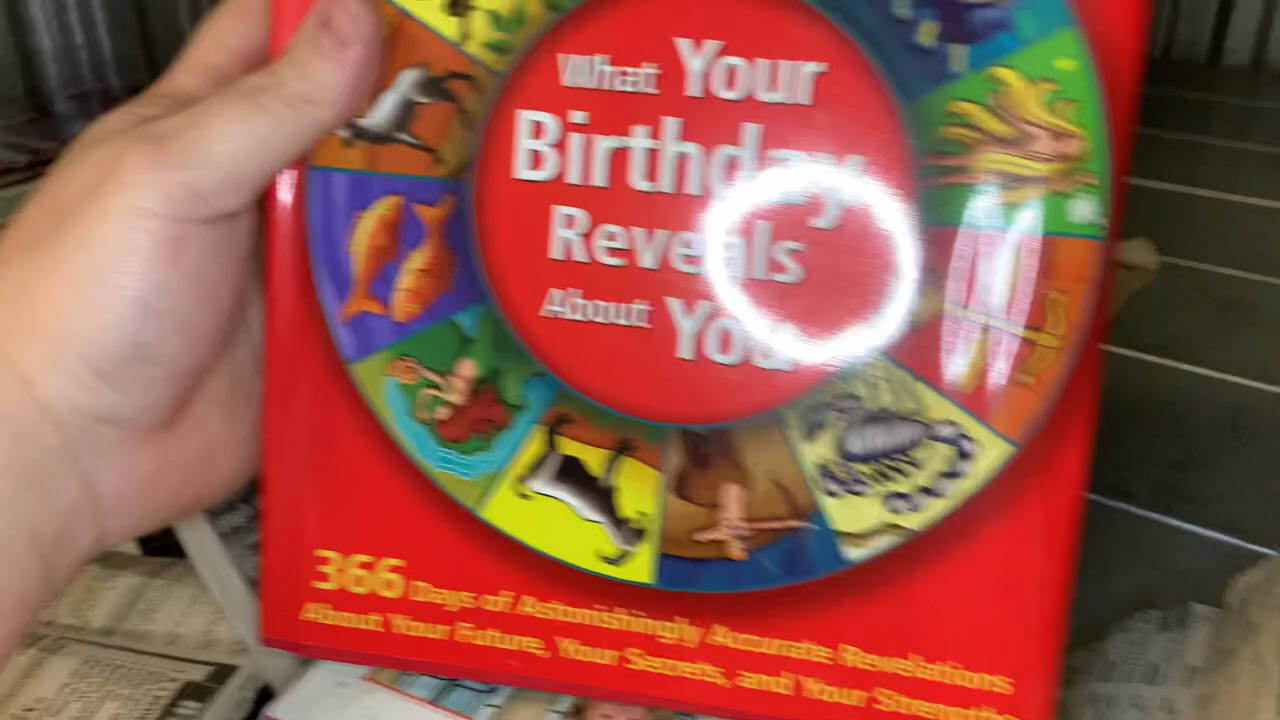 What Your
Birthday
Reveals
About You
366 Days of Astonishingly Accurate Revelations
About Your Future, Your Secrets, and Your Strengths